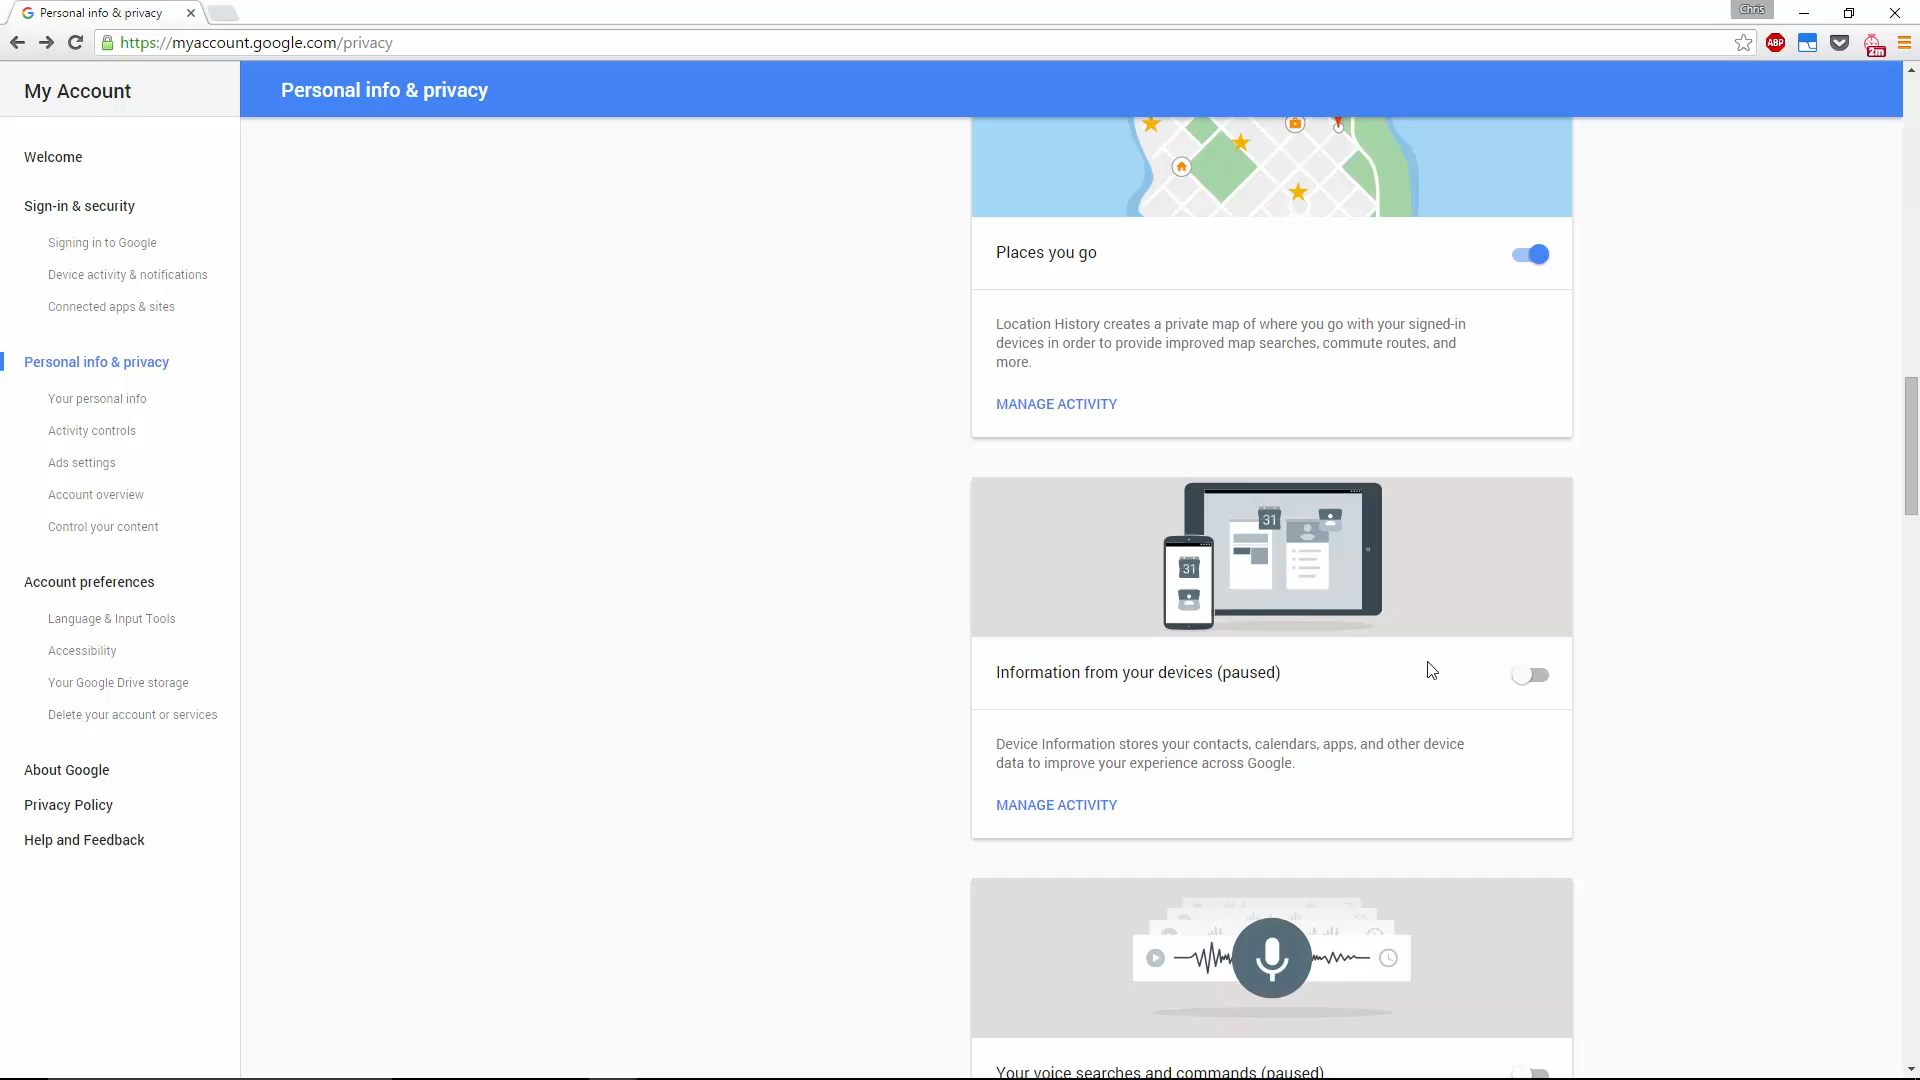 Personal info & privacy
Chris
https://myaccount.google.com/privacy
ABP
2m
My Account
Personal info & privacy
Welcome
Sign-in & security
Signing in to Google
Device activity & notifications
Connected apps & sites
Personal info & privacy
Your personal info
Activity controls
Ads settings
Account overview
Control your content
Account preferences
Language & Input Tools
Accessibility
Your Google Drive storage
Delete your account or services
About Google
Privacy Policy
Help and Feedback
Places you go
Location History creates a private map of where you go with your signed-in
devices in order to provide improved map searches, commute routes, and
more.
MANAGE ACTIVITY
31
31
Information from your devices (paused)
Device Information stores your contacts, calendars, apps, and other device
data to improve your experience across Google.
MANAGE ACTIVITY
Your voice searches and commands (paused)